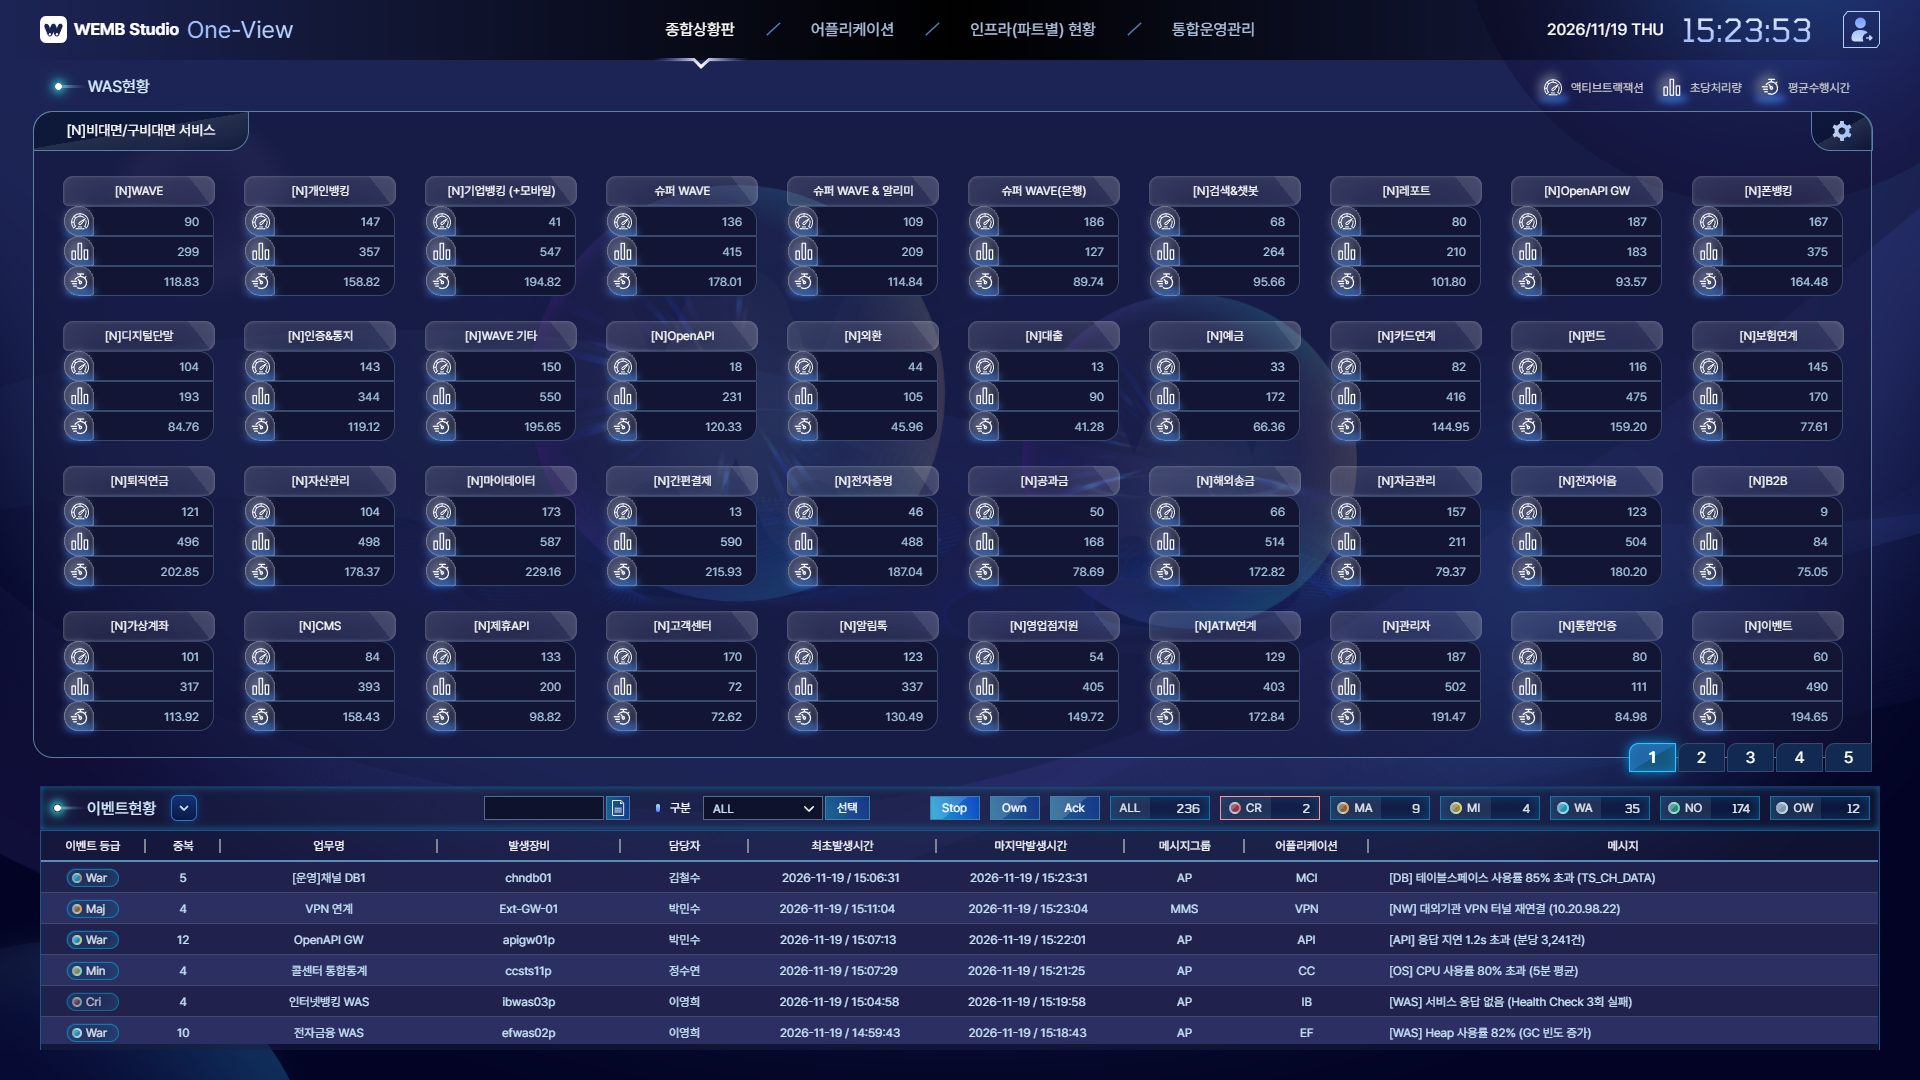 WEMB Studio One-View
종합상황판 어플리케이션 인프라(파트별) 현황 통합운영관리
2026/11/19 THU 15:23:53
WAS현황
액티브트랙잭션 초당처리량 평균수행시간
[N]비대면/구비대면 서비스
[N]WAVE [N]개인뱅킹 [N]기업뱅킹 (+모바일) 슈퍼 WAVE 슈퍼 WAVE & 알리미 슈퍼 WAVE(은행) [N]검색&챗봇 [N]레포트 [N]OpenAPI GW [N]폰뱅킹
90 147 41 136 109 186 68 80 187 167
299 357 547 415 209 127 264 210 183 375
118.83 158.82 194.82 178.01 114.84 89.74 95.66 101.80 93.57 164.48
[N]디지털단말 [N]인증&통지 [N]WAVE 기타 [N]OpenAPI [N]외환 [N]대출 [N]예금 [N]카드연계 [N]펀드 [N]보험연계
104 143 150 18 44 13 33 82 116 145
193 344 550 231 105 90 172 416 475 170
84.76 119.12 195.65 120.33 45.96 41.28 66.36 144.95 159.20 77.61
[N]퇴직연금 [N]자산관리 [N]마이데이터 [N]간편결제 [N]전자증명 [N]공과금 [N]해외송금 [N]자금관리 [N]전자어음 [N]B2B
121 104 173 13 46 50 66 157 123 9
496 498 587 590 488 168 514 211 504 84
202.85 178.37 229.16 215.93 187.04 78.69 172.82 79.37 180.20 75.05
[N]가상계좌 [N]CMS [N]제휴API [N]고객센터 [N]알림톡 [N]영업점지원 [N]ATM연계 [N]관리자 [N]통합인증 [N]이벤트
101 84 133 170 123 54 129 187 80 60
317 393 200 72 337 405 403 502 111 490
113.92 158.43 98.82 72.62 130.49 149.72 172.84 191.47 84.98 194.65
1 2 3 4 5
이벤트현황 구분 ALL 선택 Stop Own Ack ALL 236 CR 2 MA 9 MI 4 WA 35 NO 174 OW 12
이벤트 등급 중복 업무명 발생장비 담당자 최초발생시간 마지막발생시간 메시지그룹 어플리케이션 메시지
War 5 [운영]채널 DB1 chndb01 김철수 2026-11-19 / 15:06:31 2026-11-19 / 15:23:31 AP MCI [DB] 테이블스페이스 사용률 85% 초과 (TS_CH_DATA)
Maj 4 VPN 연계 Ext-GW-01 박민수 2026-11-19 / 15:11:04 2026-11-19 / 15:23:04 MMS VPN [NW] 대외기관 VPN 터널 재연결 (10.20.98.22)
War 12 OpenAPI GW apigw01p 박민수 2026-11-19 / 15:07:13 2026-11-19 / 15:22:01 AP API [API] 응답 지연 1.2s 초과 (분당 3,241건)
Min 4 콜센터 통합통계 ccsts11p 정수연 2026-11-19 / 15:07:29 2026-11-19 / 15:21:25 AP CC [OS] CPU 사용률 80% 초과 (5분 평균)
Cri 4 인터넷뱅킹 WAS ibwas03p 이영희 2026-11-19 / 15:04:58 2026-11-19 / 15:19:58 AP IB [WAS] 서비스 응답 없음 (Health Check 3회 실패)
War 10 전자금융 WAS efwas02p 이영희 2026-11-19 / 14:59:43 2026-11-19 / 15:18:43 AP EF [WAS] Heap 사용률 82% (GC 빈도 증가)